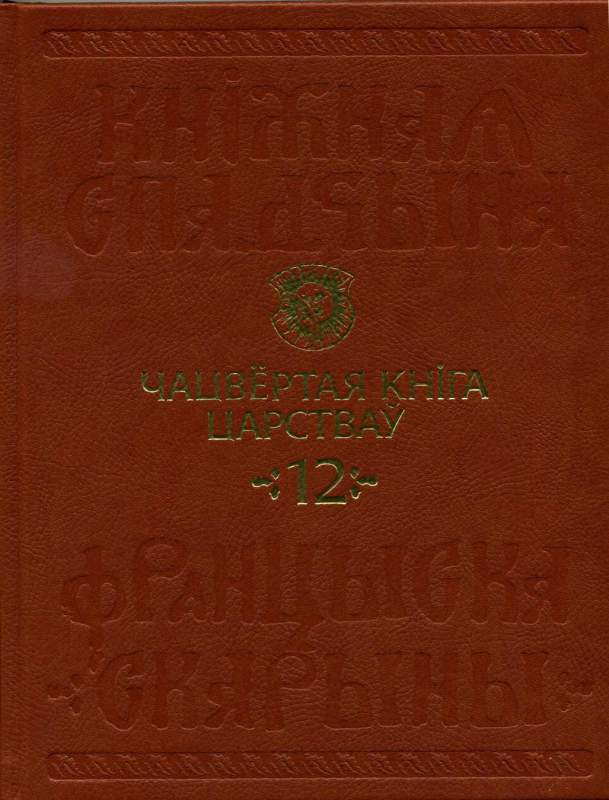 КНІЖНАЯ
СПАДЧЫНА
ЧАЦВЁРТАЯ КНІГА
ЦАРСТВАЎ
12
ФРАНЦЫСКА
СКАРЫНЫ